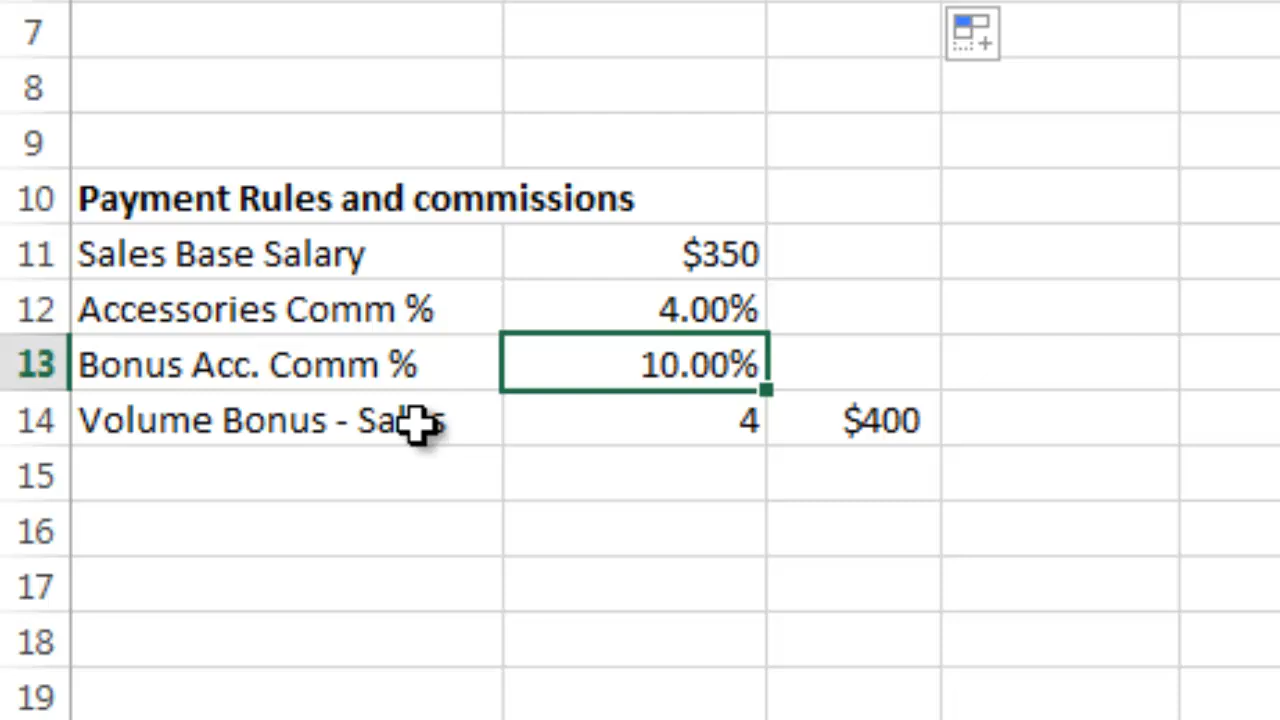 7
8
9
10 Payment Rules and commissions
11 Sales Base Salary $350
12 Accessories Comm % 4.00%
13 Bonus Acc. Comm % 10.00%
14 Volume Bonus - Sales 4 $400
15
16
17
18
19